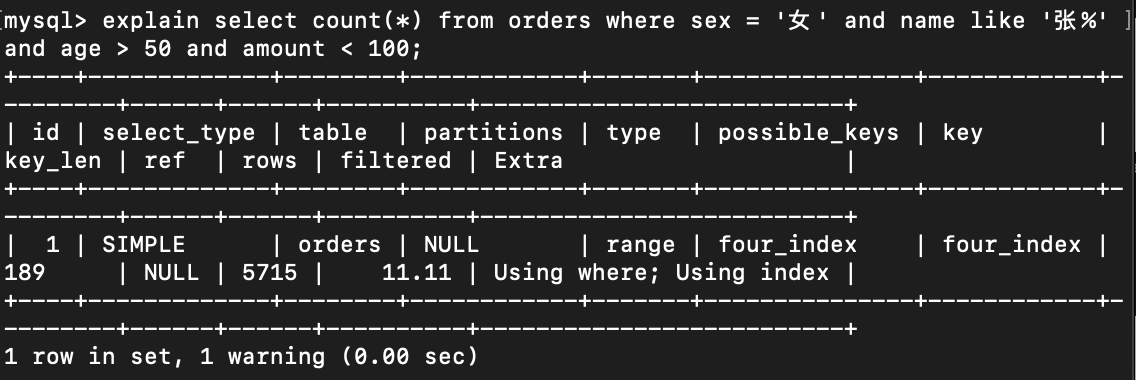 mysql> explain select count(*) from orders where sex = '女' and name like '张%'
and age > 50 and amount < 100;
+----+-------------+--------+------------+-------+---------------+------------+-
--------+------+------+----------+--------------------------+
| id | select_type | table  | partitions | type  | possible_keys | key        |
key_len | ref  | rows | filtered | Extra                    |
+----+-------------+--------+------------+-------+---------------+------------+-
--------+------+------+----------+--------------------------+
|  1 | SIMPLE      | orders | NULL       | range | four_index    | four_index |
189     | NULL | 5715 |    11.11 | Using where; Using index |
+----+-------------+--------+------------+-------+---------------+------------+-
--------+------+------+----------+--------------------------+
1 row in set, 1 warning (0.00 sec)